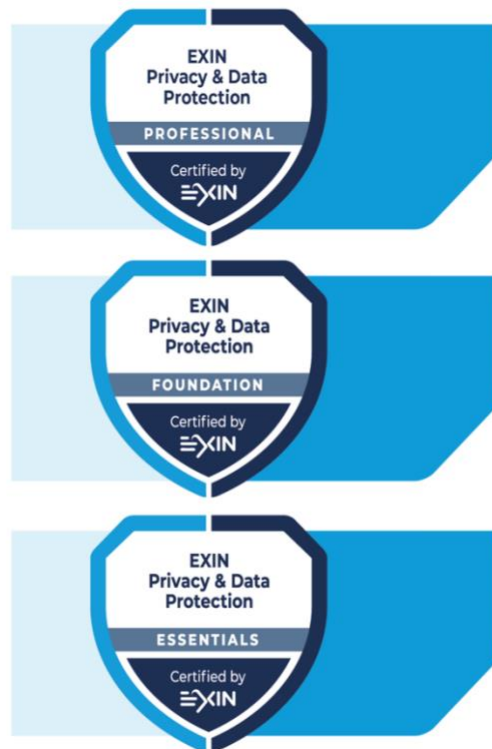 EXIN
Privacy & Data
Protection
PROFESSIONAL
Certified by
EXIN
EXIN
Privacy & Data
Protection
FOUNDATION
Certified by
EXIN
EXIN
Privacy & Data
Protection
ESSENTIALS
Certified by
EXIN